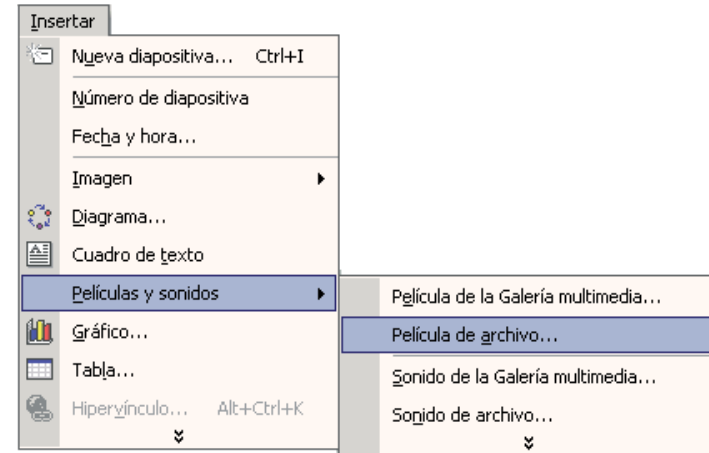 Insertar
Nueva diapositiva... Ctrl+I
Número de diapositiva
Fecha y hora...
Imagen
Diagrama...
Cuadro de texto
Películas y sonidos
Gráfico...
Tabla...
Hipervínculo... Alt+Ctrl+K
Película de la Galería multimedia...
Película de archivo...
Sonido de la Galería multimedia...
Sonido de archivo...